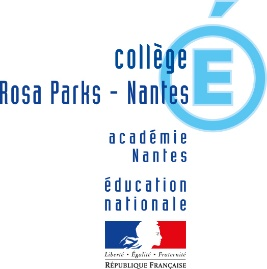 collège
Rosa Parks - Nantes
É
académie
Nantes
éducation
nationale
Liberté • Égalité • Fraternité
RÉPUBLIQUE FRANÇAISE